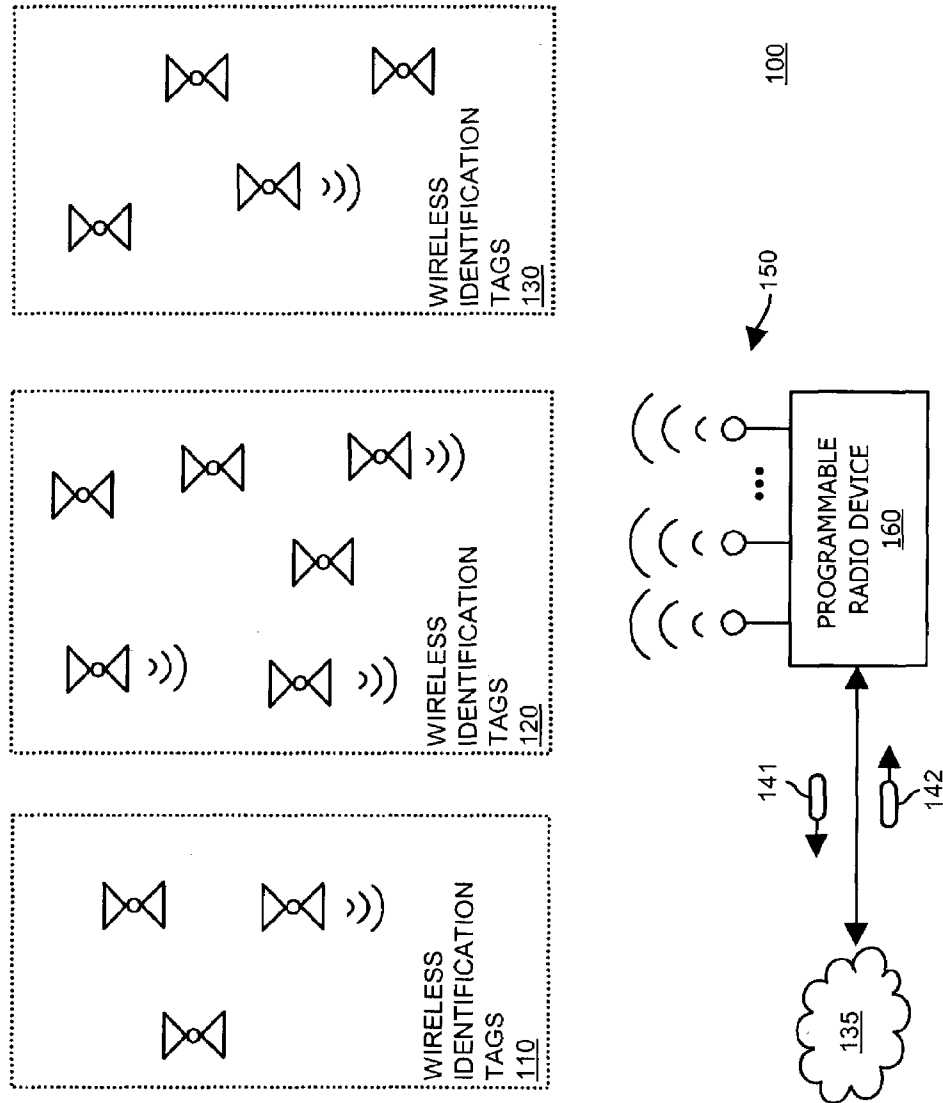 WIRELESS
IDENTIFICATION
TAGS
110
WIRELESS
IDENTIFICATION
TAGS
120
WIRELESS
IDENTIFICATION
TAGS
130
135
141
142
PROGRAMMABLE
RADIO DEVICE
160
...
150
100